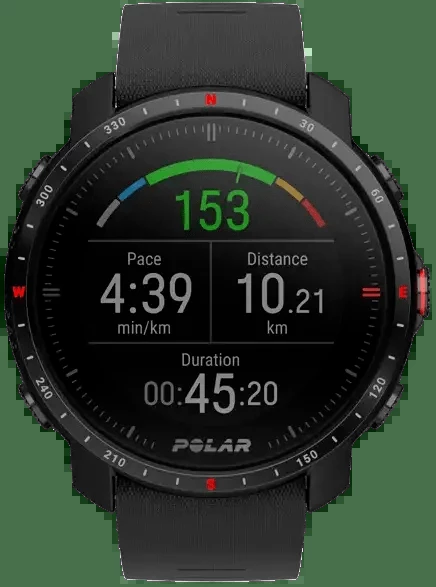 N
330
30
300
60
153
Pace
Distance
4:39
10.21
min/km
km
W
E
Duration
00:45:20
240
120
POLAR
210
150
S